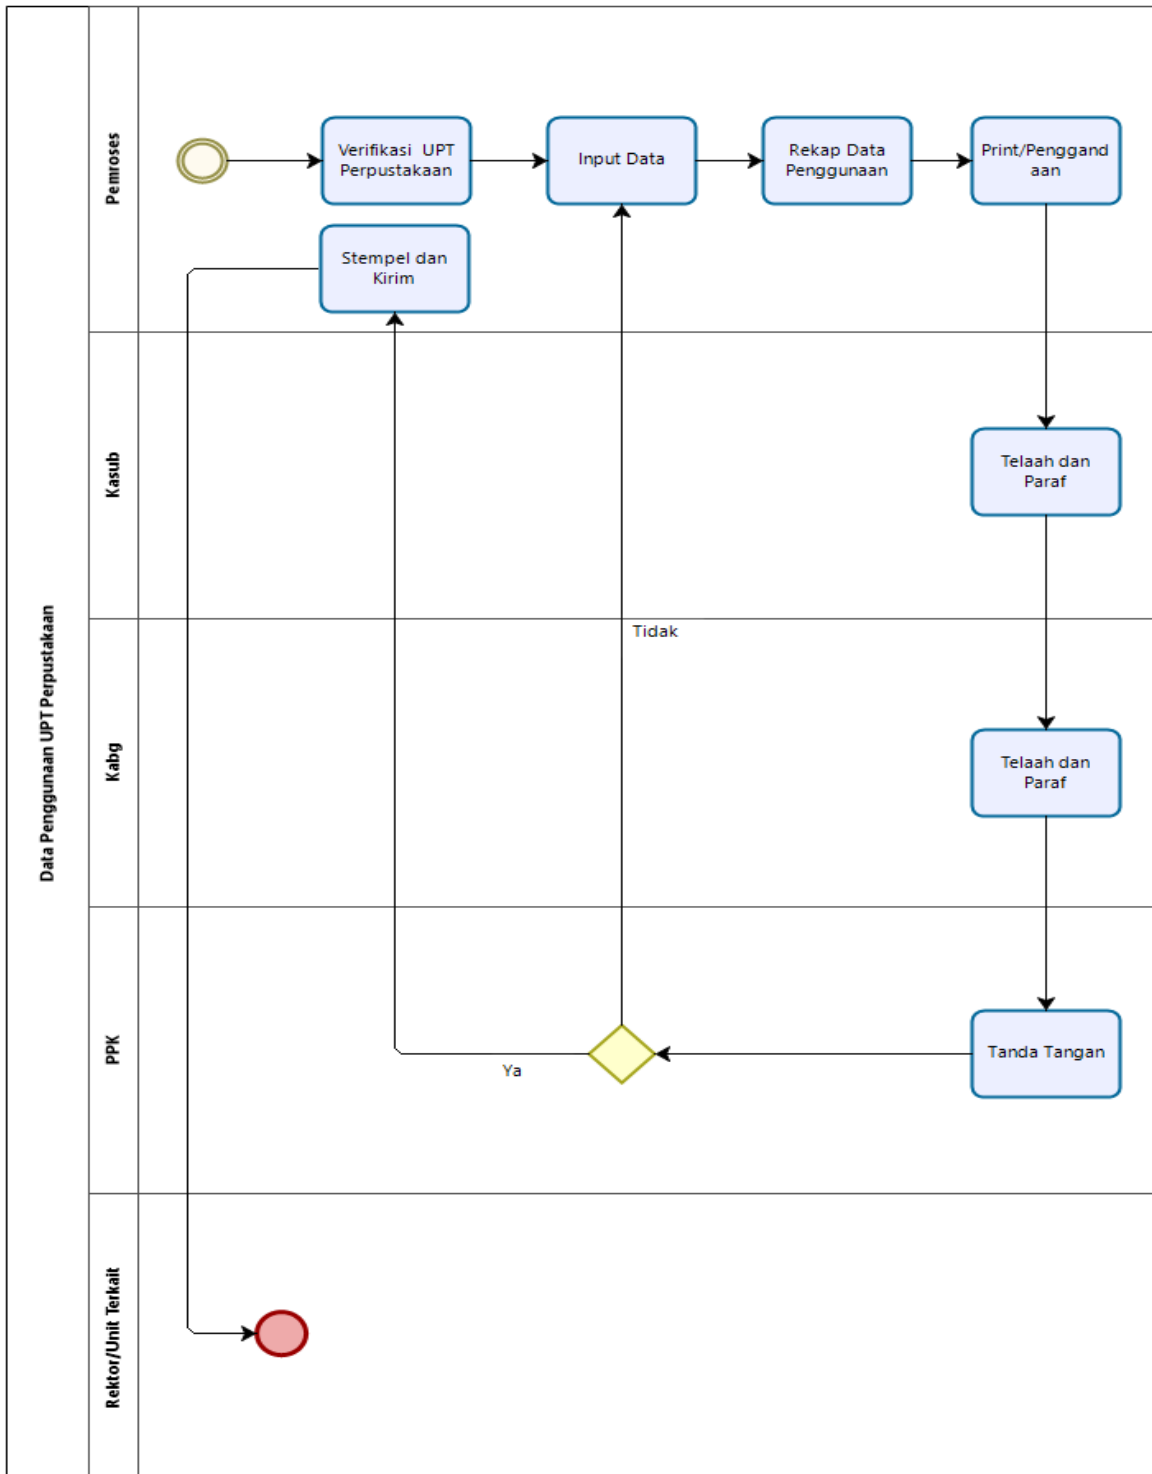 Data Penggunaan UPT Perpustakaan
Pemroses
Verifikasi UPT
Perpustakaan
Input Data
Rekap Data
Penggunaan
Print/Penggand
aan
Stempel dan
Kirim
Kasub
Telaah dan
Paraf
Tidak
Kabg
Telaah dan
Paraf
PPK
Tanda Tangan
Ya
Rektor/Unit Terkait